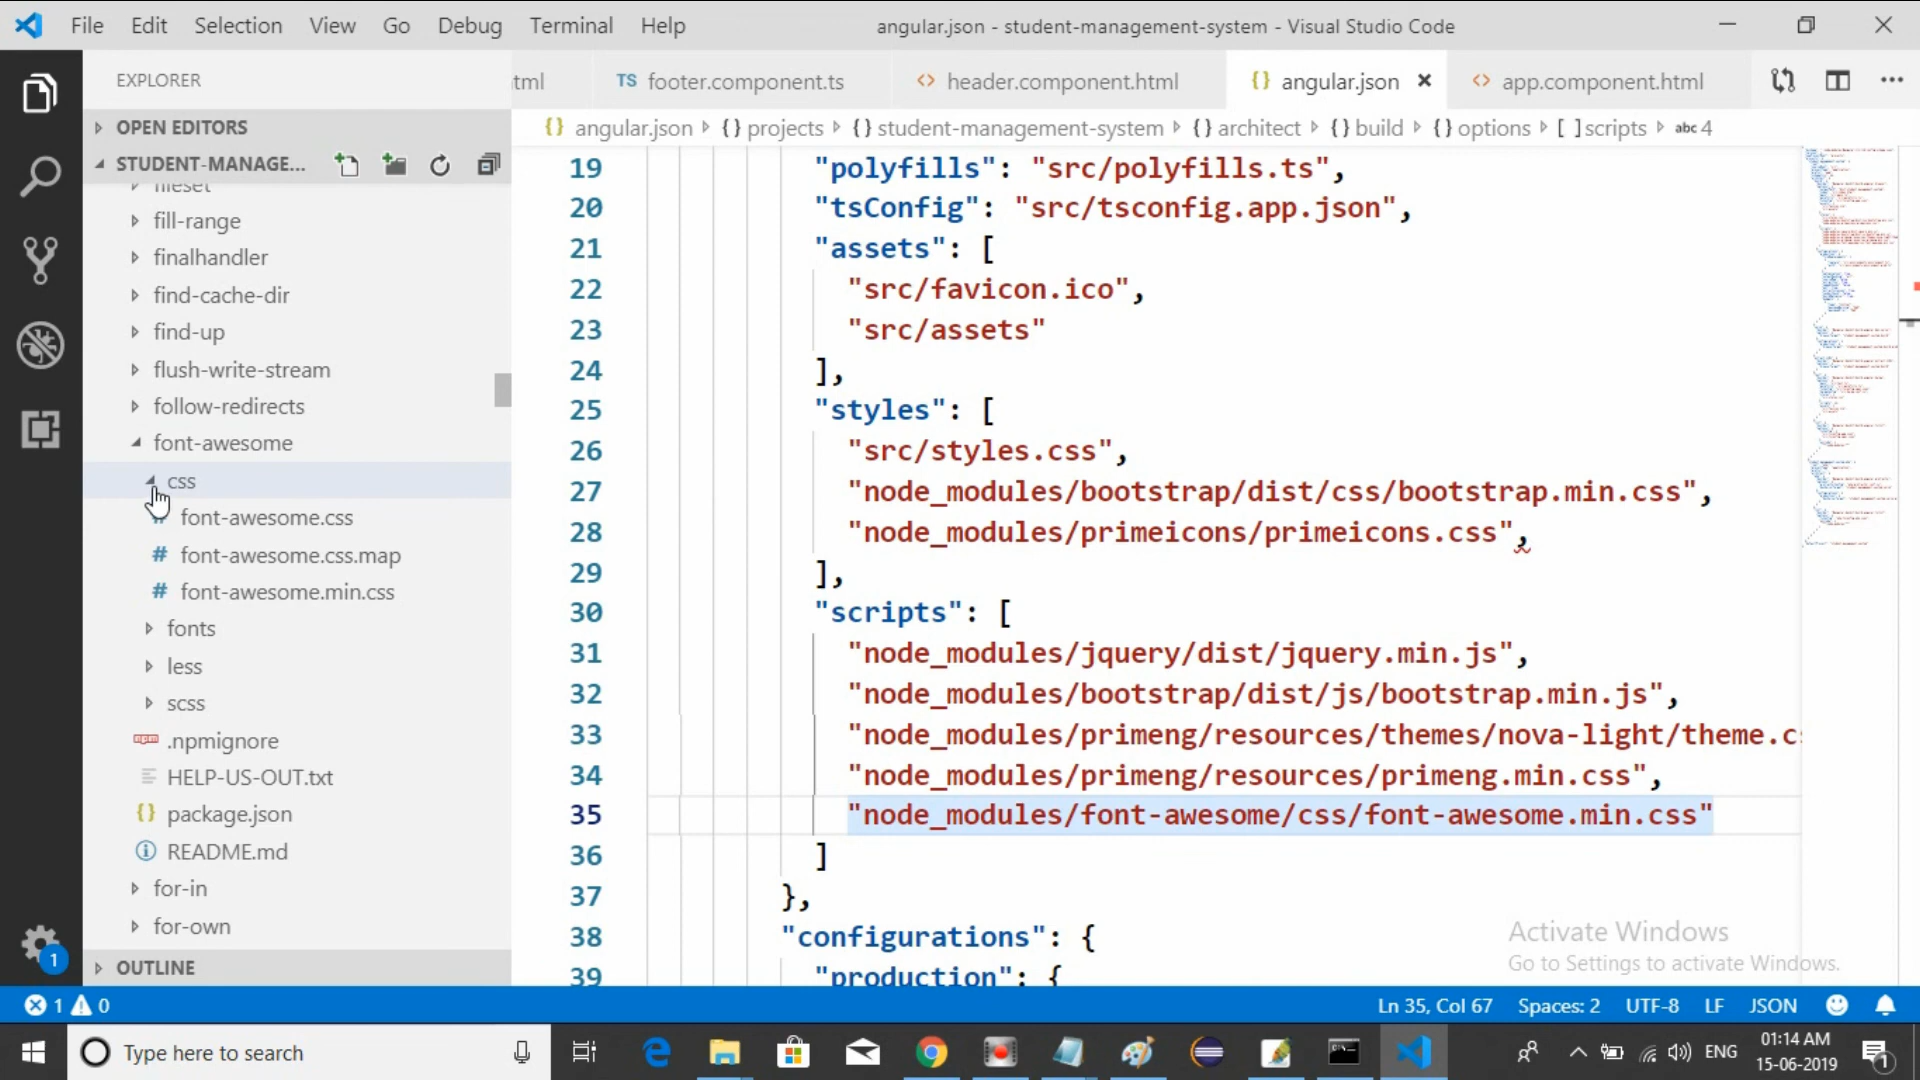 File Edit Selection View Go Debug Terminal Help
angular.json - student-management-system - Visual Studio Code
EXPLORER
tml
TS footer.component.ts
<> header.component.html
{} angular.json
<> app.component.html
OPEN EDITORS
{} angular.json {} projects {} student-management-system {} architect {} build {} options [ ] scripts abc 4
STUDENT-MANAGE...
fileset
fill-range
finalhandler
find-cache-dir
find-up
flush-write-stream
follow-redirects
font-awesome
css
font-awesome.css
# font-awesome.css.map
# font-awesome.min.css
fonts
less
scss
.npmignore
HELP-US-OUT.txt
{} package.json
README.md
for-in
for-own
OUTLINE
19 "polyfills": "src/polyfills.ts",
20 "tsConfig": "src/tsconfig.app.json",
21 "assets": [
22 "src/favicon.ico",
23 "src/assets"
24 ],
25 "styles": [
26 "src/styles.css",
27 "node_modules/bootstrap/dist/css/bootstrap.min.css",
28 "node_modules/primeicons/primeicons.css",
29 ],
30 "scripts": [
31 "node_modules/jquery/dist/jquery.min.js",
32 "node_modules/bootstrap/dist/js/bootstrap.min.js",
33 "node_modules/primeng/resources/themes/nova-light/theme.c
34 "node_modules/primeng/resources/primeng.min.css",
35 "node_modules/font-awesome/css/font-awesome.min.css"
36 ]
37 },
38 "configurations": {
39 "production": {
Activate Windows
Go to Settings to activate Windows.
1
1 0
Ln 35, Col 67 Spaces: 2 UTF-8 LF JSON
Type here to search
ENG
01:14 AM
15-06-2019
1